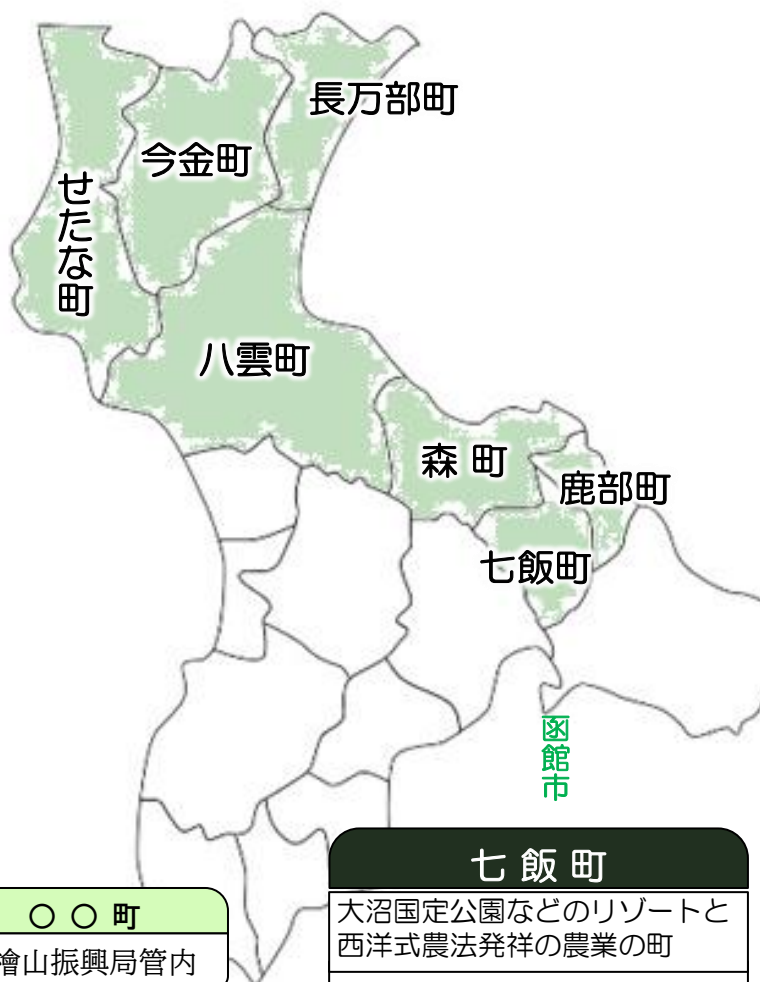 長万部町
今金町
せたな町
八雲町
森 町
鹿部町
七飯町
函館市
七 飯 町
大沼国定公園などのリゾートと
西洋式農法発祥の農業の町
○ ○ 町
檜山振興局管内